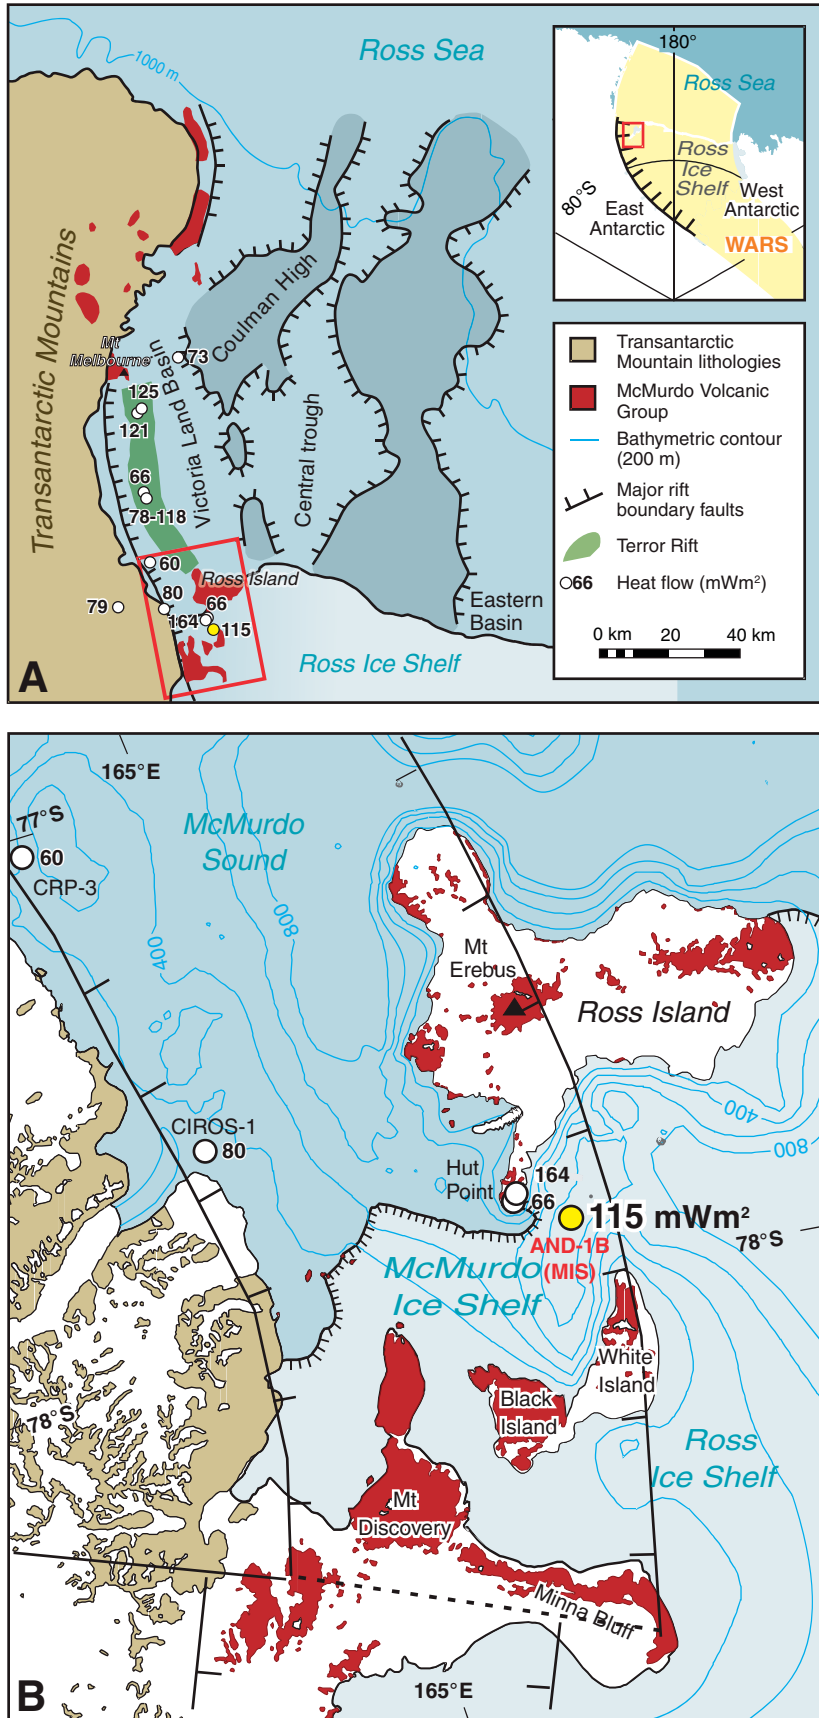 Ross Sea
1000 m
Transantarctic Mountains
Mt
Melbourne
73
Coulman High
Victoria Land Basin
125
121
Central trough
66
78-118
60
Ross Island
80
79
66
164
115
Eastern
Basin
Ross Ice Shelf
A
180°
Ross Sea
Ross
Ice
Shelf
80°S
West
Antarctic
East
Antarctic
WARS
Transantarctic
Mountain lithologies
McMurdo Volcanic
Group
Bathymetric contour
(200 m)
Major rift
boundary faults
Terror Rift
66 Heat flow (mWm²)
0 km 20 40 km
165°E
77°S
60
CRP-3
McMurdo
Sound
800
400
Mt
Erebus
Ross Island
CIROS-1
80
400
800
Hut
Point
164
66
115 mWm²
AND-1B
(MIS)
78°S
McMurdo
Ice Shelf
White
Island
Black
Island
78°S
Ross
Ice Shelf
Mt
Discovery
Minna Bluff
165°E
B